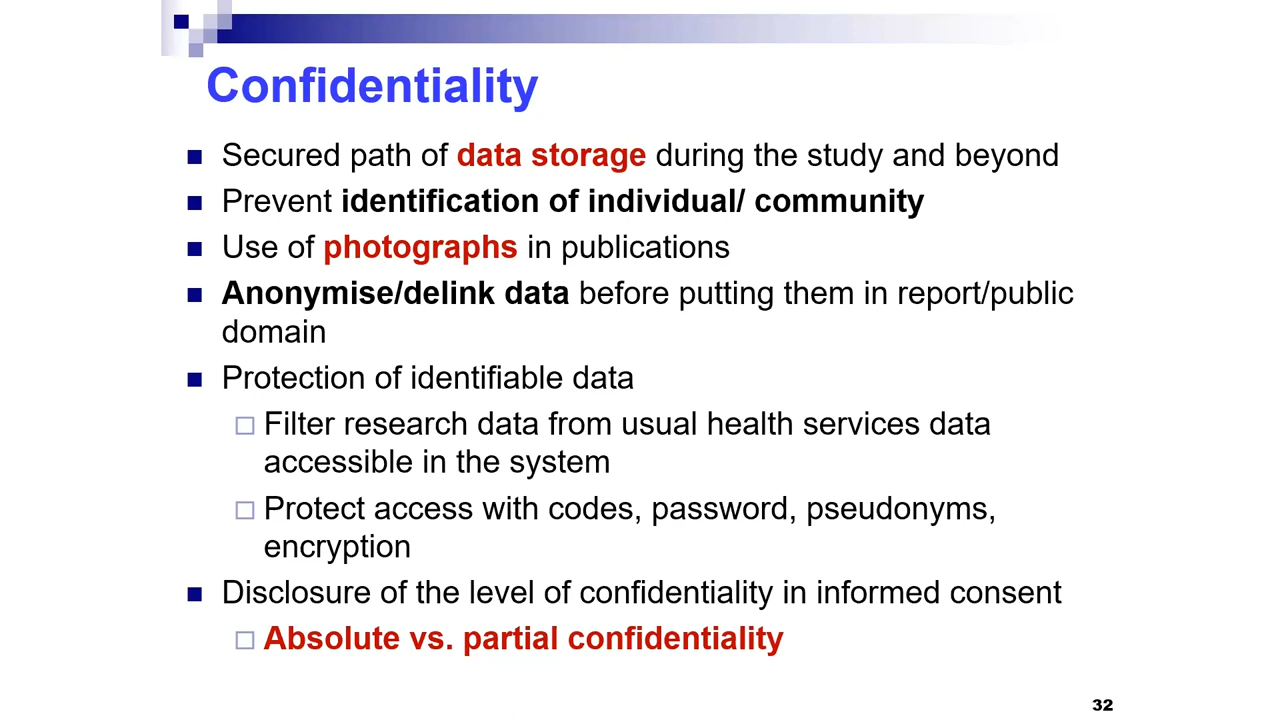 Confidentiality
Secured path of data storage during the study and beyond
Prevent identification of individual/ community
Use of photographs in publications
Anonymise/delink data before putting them in report/public
domain
Protection of identifiable data
Filter research data from usual health services data
accessible in the system
Protect access with codes, password, pseudonyms,
encryption
Disclosure of the level of confidentiality in informed consent
Absolute vs. partial confidentiality
32